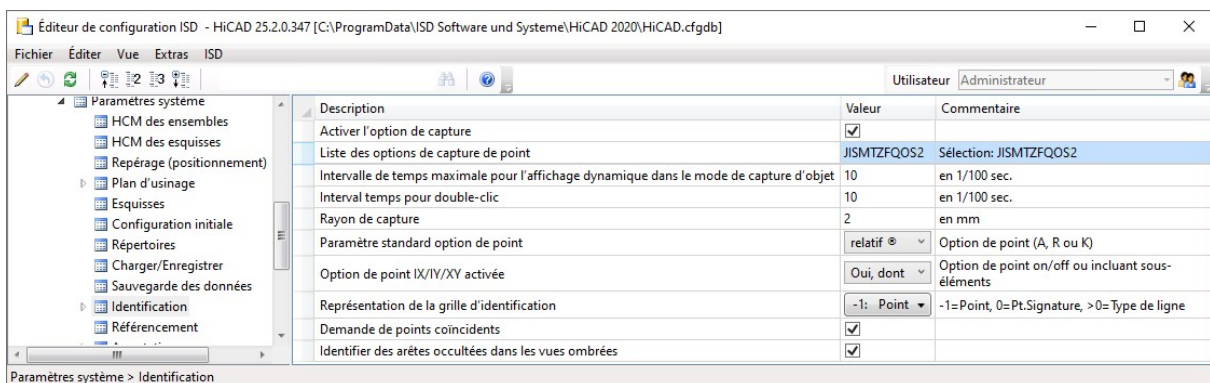 Éditeur de configuration ISD - HiCAD 25.2.0.347 [C:\ProgramData\ISD Software und Systeme\HiCAD 2020\HiCAD.cfgdb]
Fichier Éditer Vue Extras ISD
Utilisateur Administrateur
Paramètres système
HCM des ensembles
HCM des esquisses
Repérage (positionnement)
Plan d'usinage
Esquisses
Configuration initiale
Répertoires
Charger/Enregistrer
Sauvegarde des données
Identification
Référencement
Description Valeur Commentaire
Activer l'option de capture
Liste des options de capture de point JISMTZFQOS2 Sélection: JISMTZFQOS2
Intervalle de temps maximale pour l'affichage dynamique dans le mode de capture d'objet 10 en 1/100 sec.
Interval temps pour double-clic 10 en 1/100 sec.
Rayon de capture 2 en mm
Paramètre standard option de point relatif ® Option de point (A, R ou K)
Option de point IX/IY/XY activée Oui, dont Option de point on/off ou incluant sous-
éléments
Représentation de la grille d'identification -1: Point -1=Point, 0=Pt.Signature, >0=Type de ligne
Demande de points coïncidents
Identifier des arêtes occultées dans les vues ombrées
Paramètres système > Identification